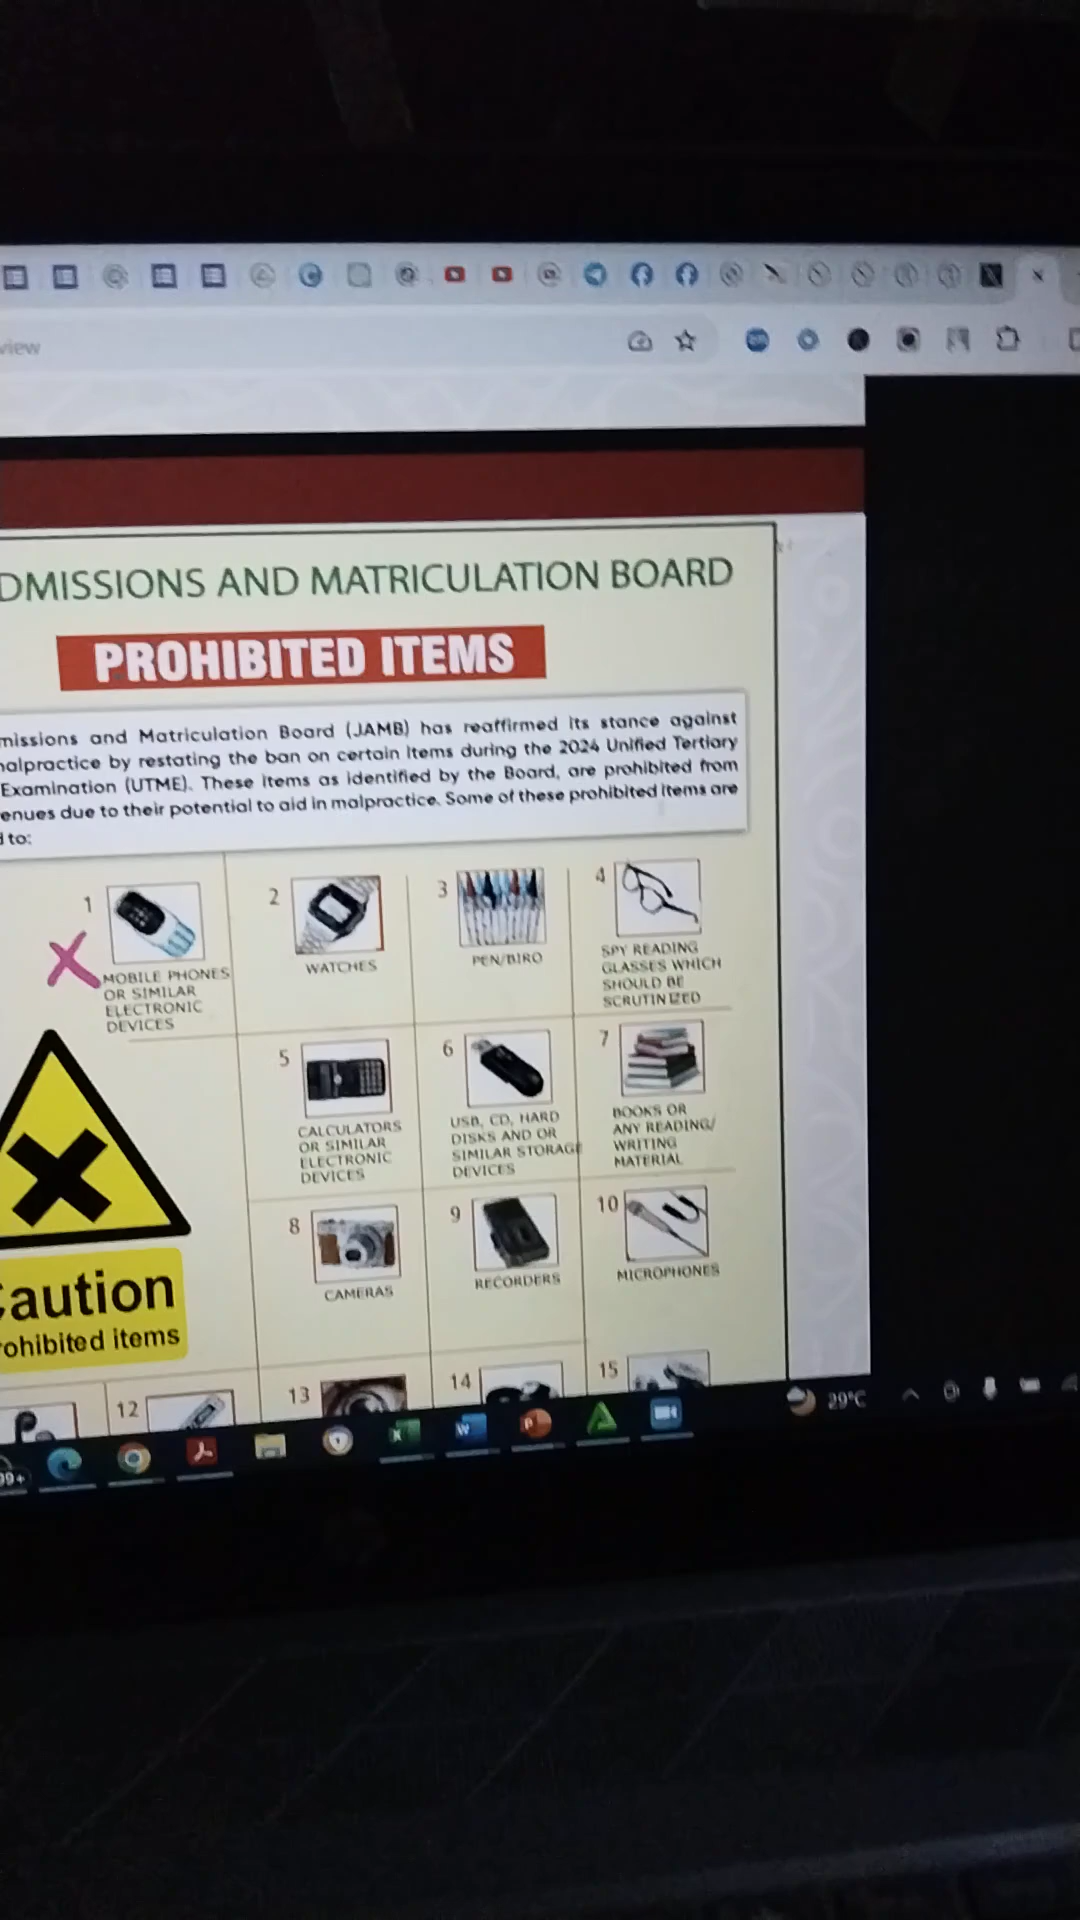 view
DMISSIONS AND MATRICULATION BOARD
PROHIBITED ITEMS
missions and Matriculation Board (JAMB) has reaffirmed its stance against
nalpractice by restating the ban on certain items during the 2024 Unified Tertiary
Examination (UTME). These items as identified by the Board, are prohibited from
enues due to their potential to aid in malpractice. Some of these prohibited items are
d to:
1
MOBILE PHONES
OR SIMILAR
ELECTRONIC
DEVICES
2
WATCHES
3
PEN/BIRO
4
SPY READING
GLASSES WHICH
SHOULD BE
SCRUTINIZED
5
CALCULATORS
OR SIMILAR
ELECTRONIC
DEVICES
6
USB, CD, HARD
DISKS AND OR
SIMILAR STORAGE
DEVICES
7
BOOKS OR
ANY READING/
WRITING
MATERIAL
8
CAMERAS
9
RECORDERS
10
MICROPHONES
Caution
rohibited items
12
13
14
15
99+
29°C